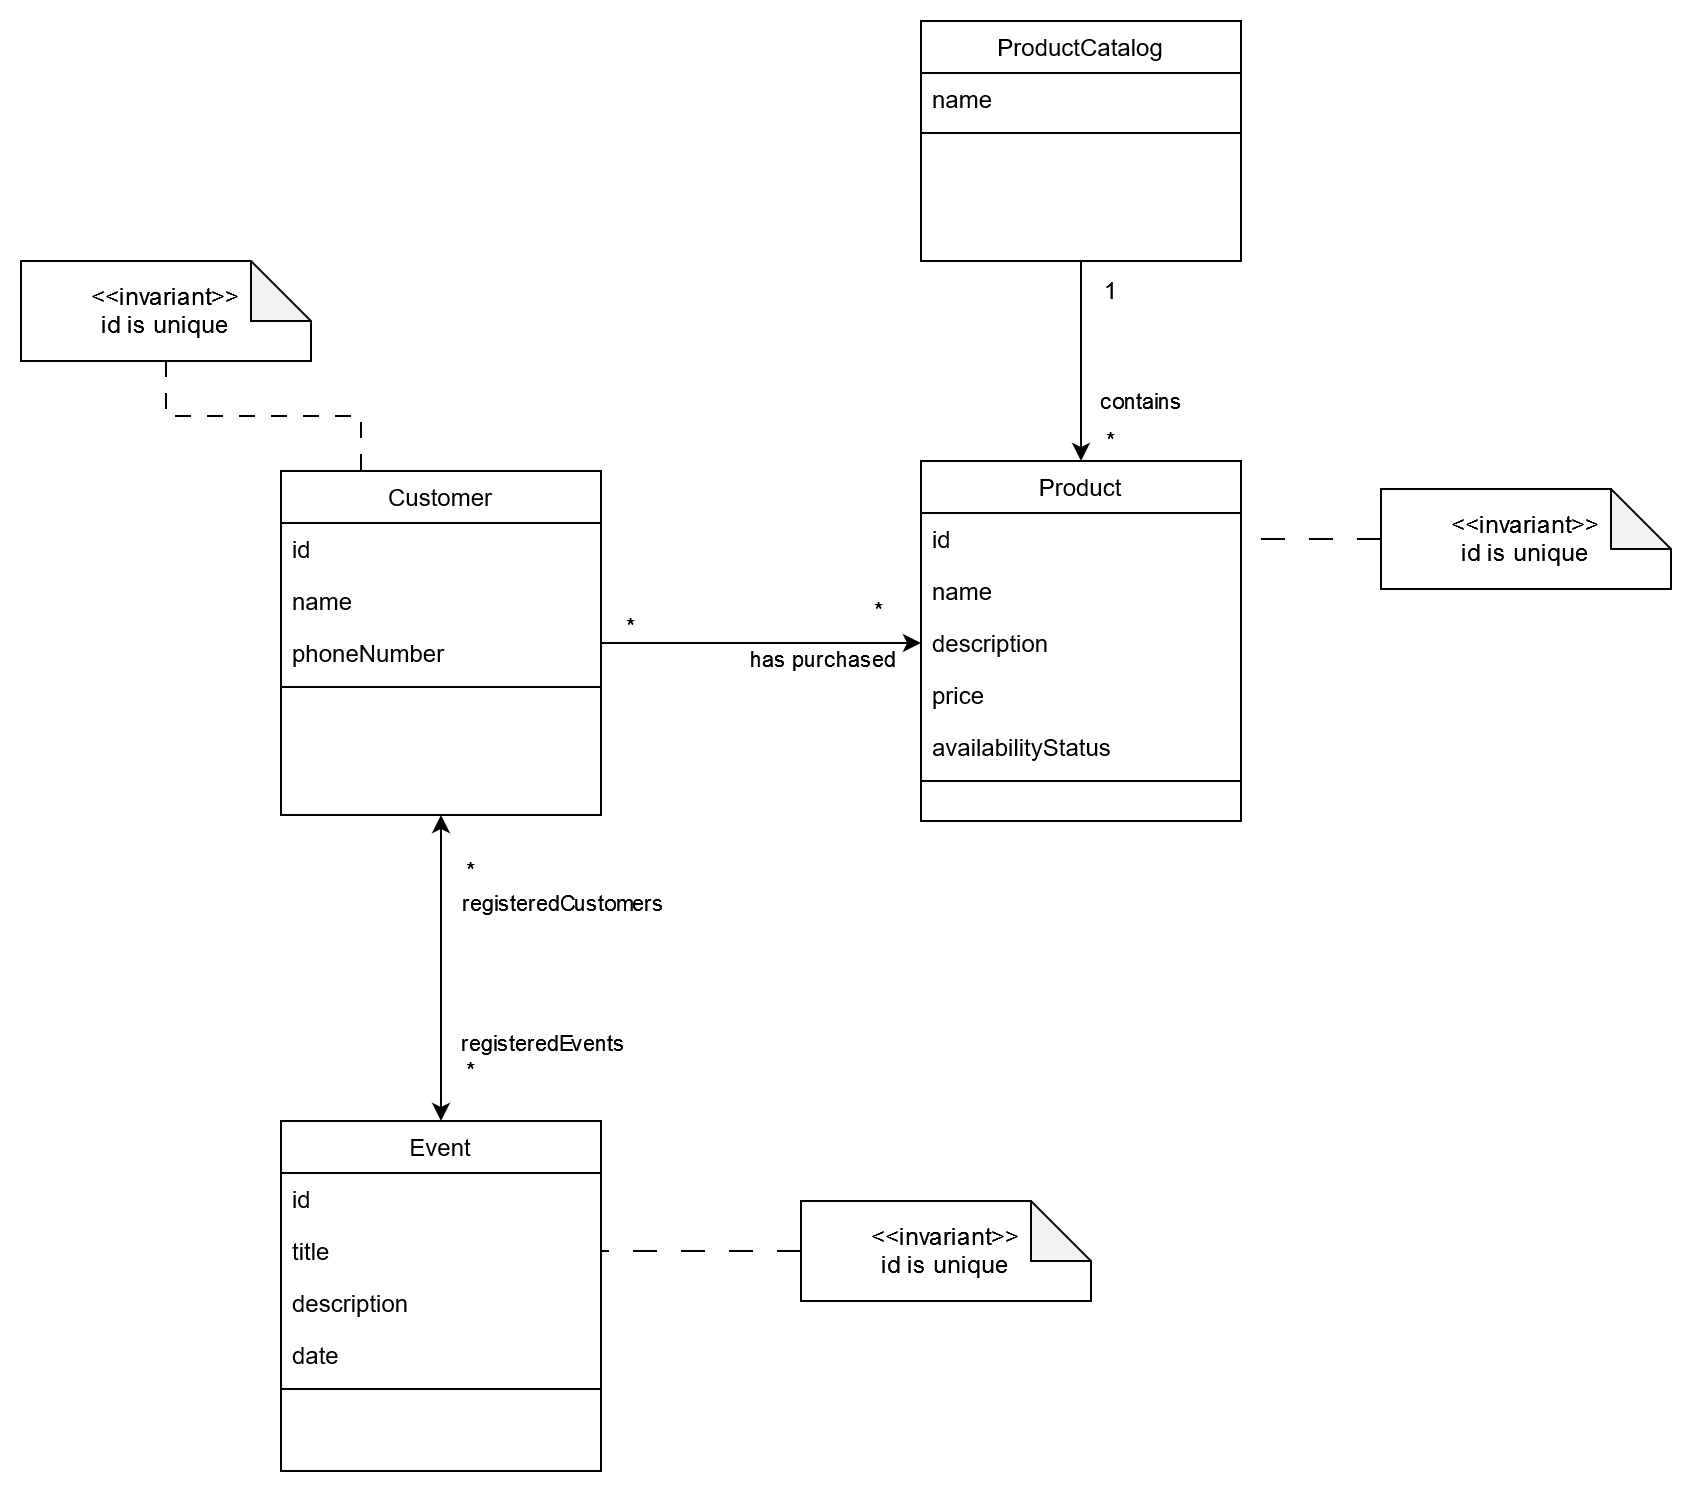 ProductCatalog
name
<<invariant>>
id is unique
1
contains
*
Customer
id
name
phoneNumber
*
*
has purchased
Product
id
name
description
price
availabilityStatus
<<invariant>>
id is unique
*
registeredCustomers
registeredEvents
*
Event
id
title
description
date
<<invariant>>
id is unique